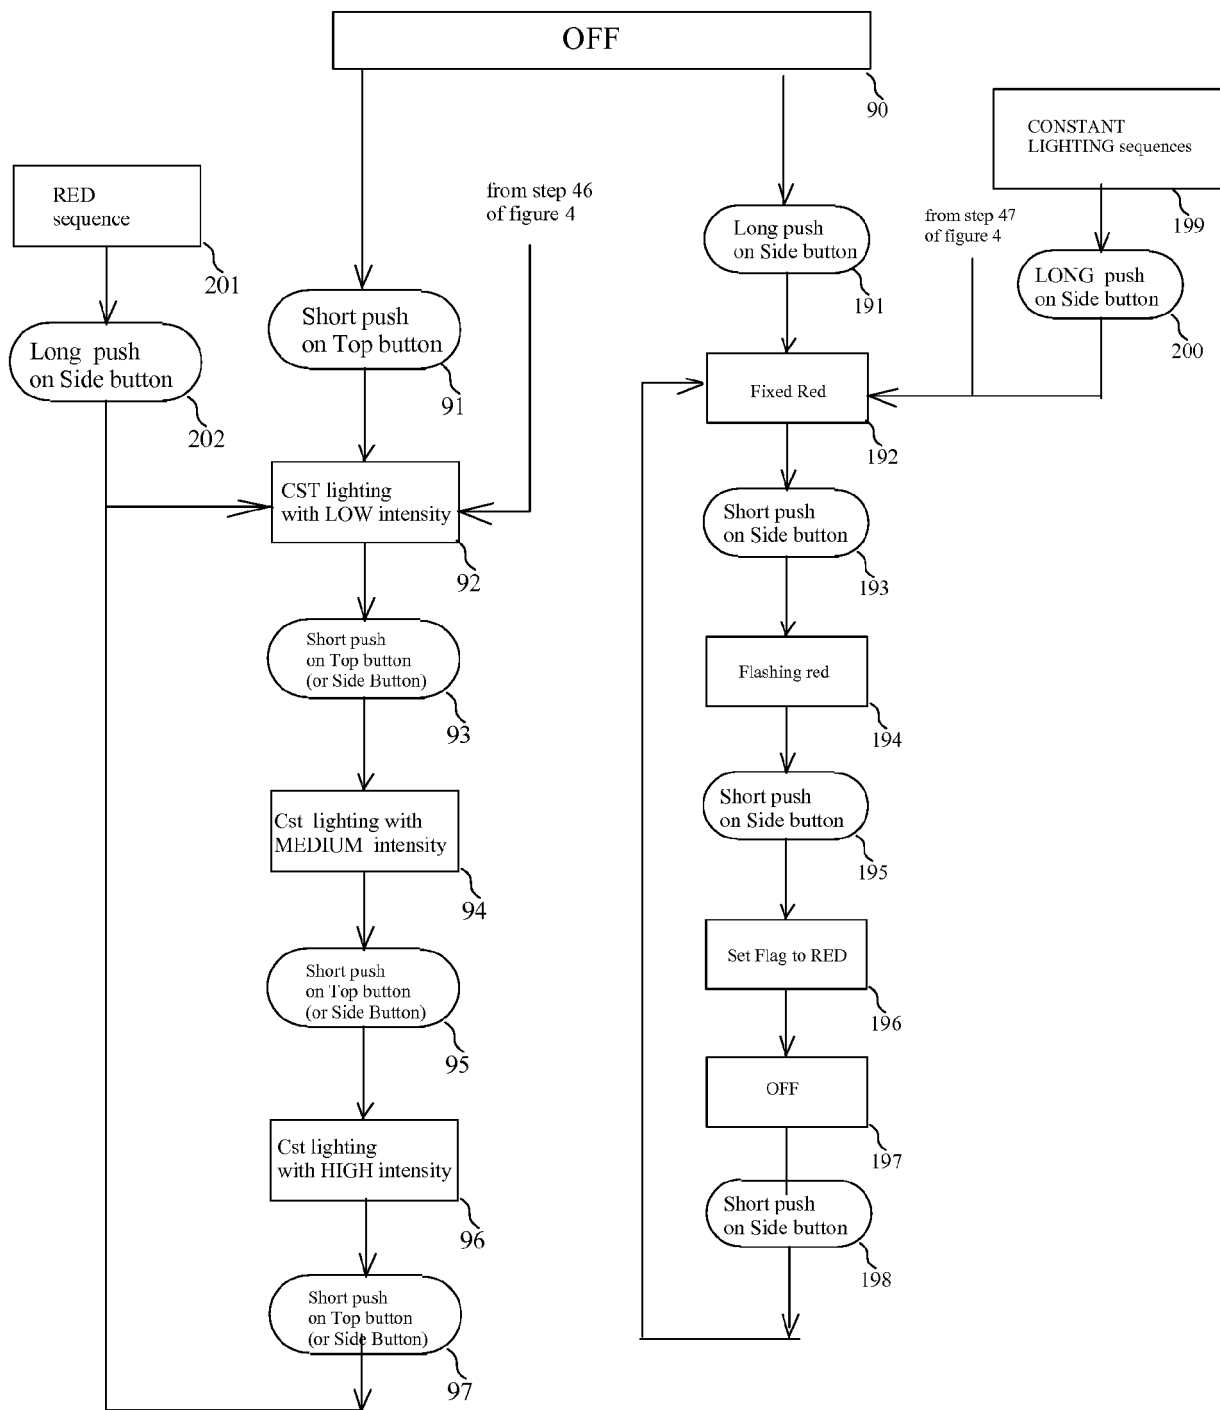 OFF
90
CONSTANT
LIGHTING sequences
199
RED
sequence
201
from step 46
of figure 4
from step 47
of figure 4
Long push
on Side button
191
LONG push
on Side button
200
Short push
on Top button
91
Long push
on Side button
202
Fixed Red
192
CST lighting
with LOW intensity
92
Short push
on Side button
193
Short push
on Top button
(or Side Button)
93
Flashing red
194
Cst lighting with
MEDIUM intensity
94
Short push
on Side button
195
Short push
on Top button
(or Side Button)
95
Set Flag to RED
196
OFF
197
Cst lighting
with HIGH intensity
96
Short push
on Side button
198
Short push
on Top button
(or Side Button)
97